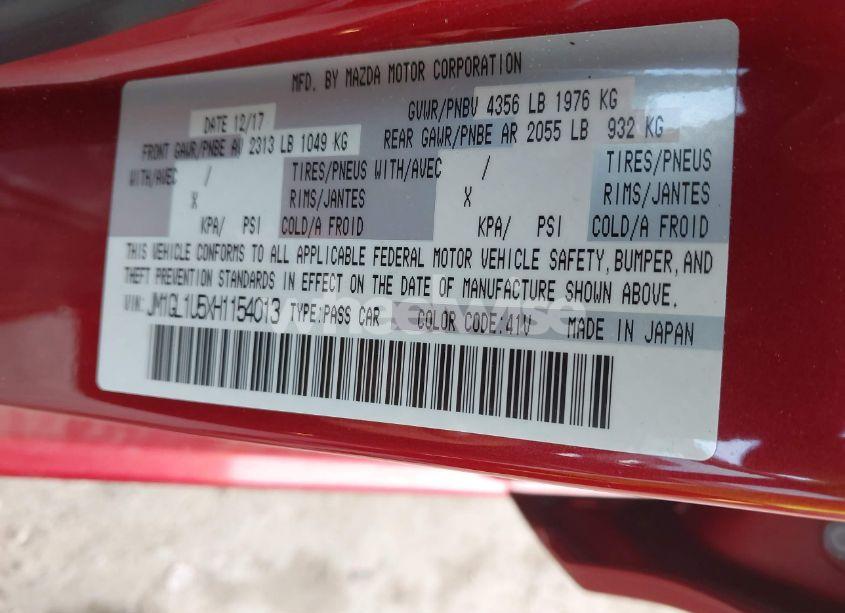 MFD. BY MAZDA MOTOR CORPORATION
DATE 12/17 GVWR/PNBV 4356 LB 1976 KG
FRONT GAWR/PNBE AV 2313 LB 1049 KG REAR GAWR/PNBE AR 2055 LB 932 KG
WITH/AVEC / TIRES/PNEUS WITH/AVEC / TIRES/PNEUS
X RIMS/JANTES X RIMS/JANTES
KPA/ PSI COLD/A FROID KPA/ PSI COLD/A FROID
THIS VEHICLE CONFORMS TO ALL APPLICABLE FEDERAL MOTOR VEHICLE SAFETY, BUMPER, AND
THEFT PREVENTION STANDARDS IN EFFECT ON THE DATE OF MANUFACTURE SHOWN ABOVE.
VIN: JM1GL1U5XH1154013 TYPE:PASS CAR COLOR CODE:41V MADE IN JAPAN
wheelwise